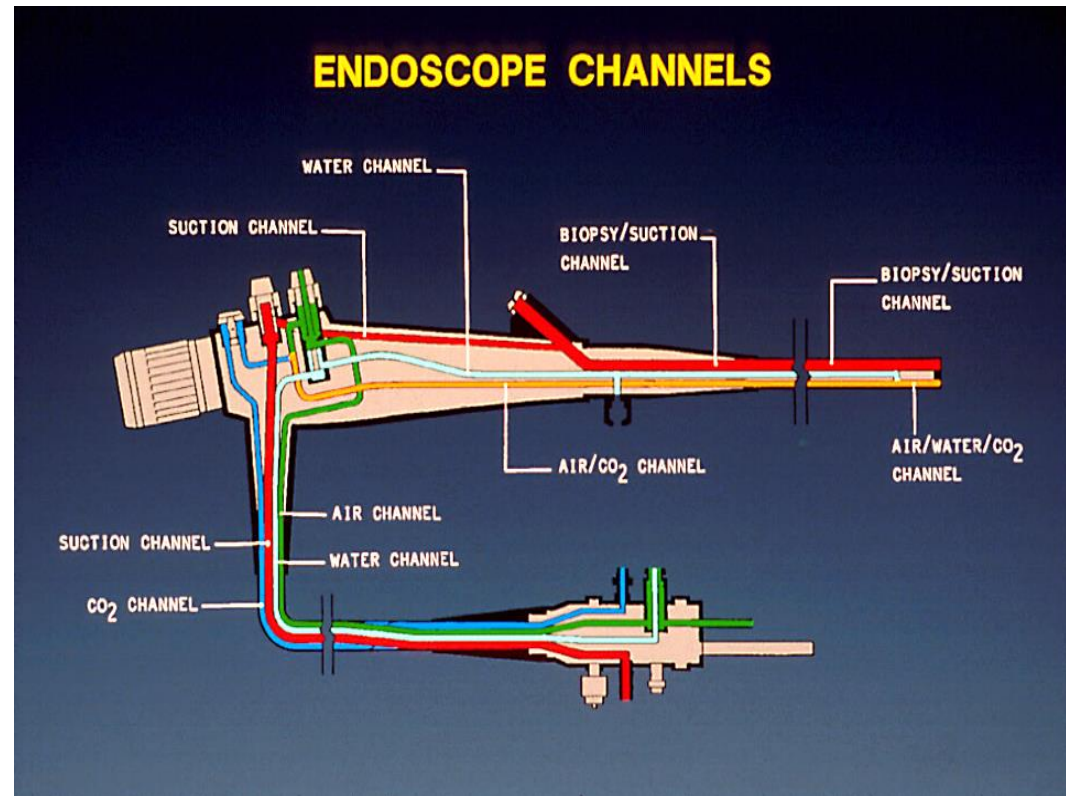 ENDOSCOPE CHANNELS
WATER CHANNEL
SUCTION CHANNEL
BIOPSY/SUCTION
CHANNEL
BIOPSY/SUCTION
CHANNEL
AIR/CO2 CHANNEL
AIR/WATER/CO2
CHANNEL
AIR CHANNEL
SUCTION CHANNEL
WATER CHANNEL
CO2 CHANNEL